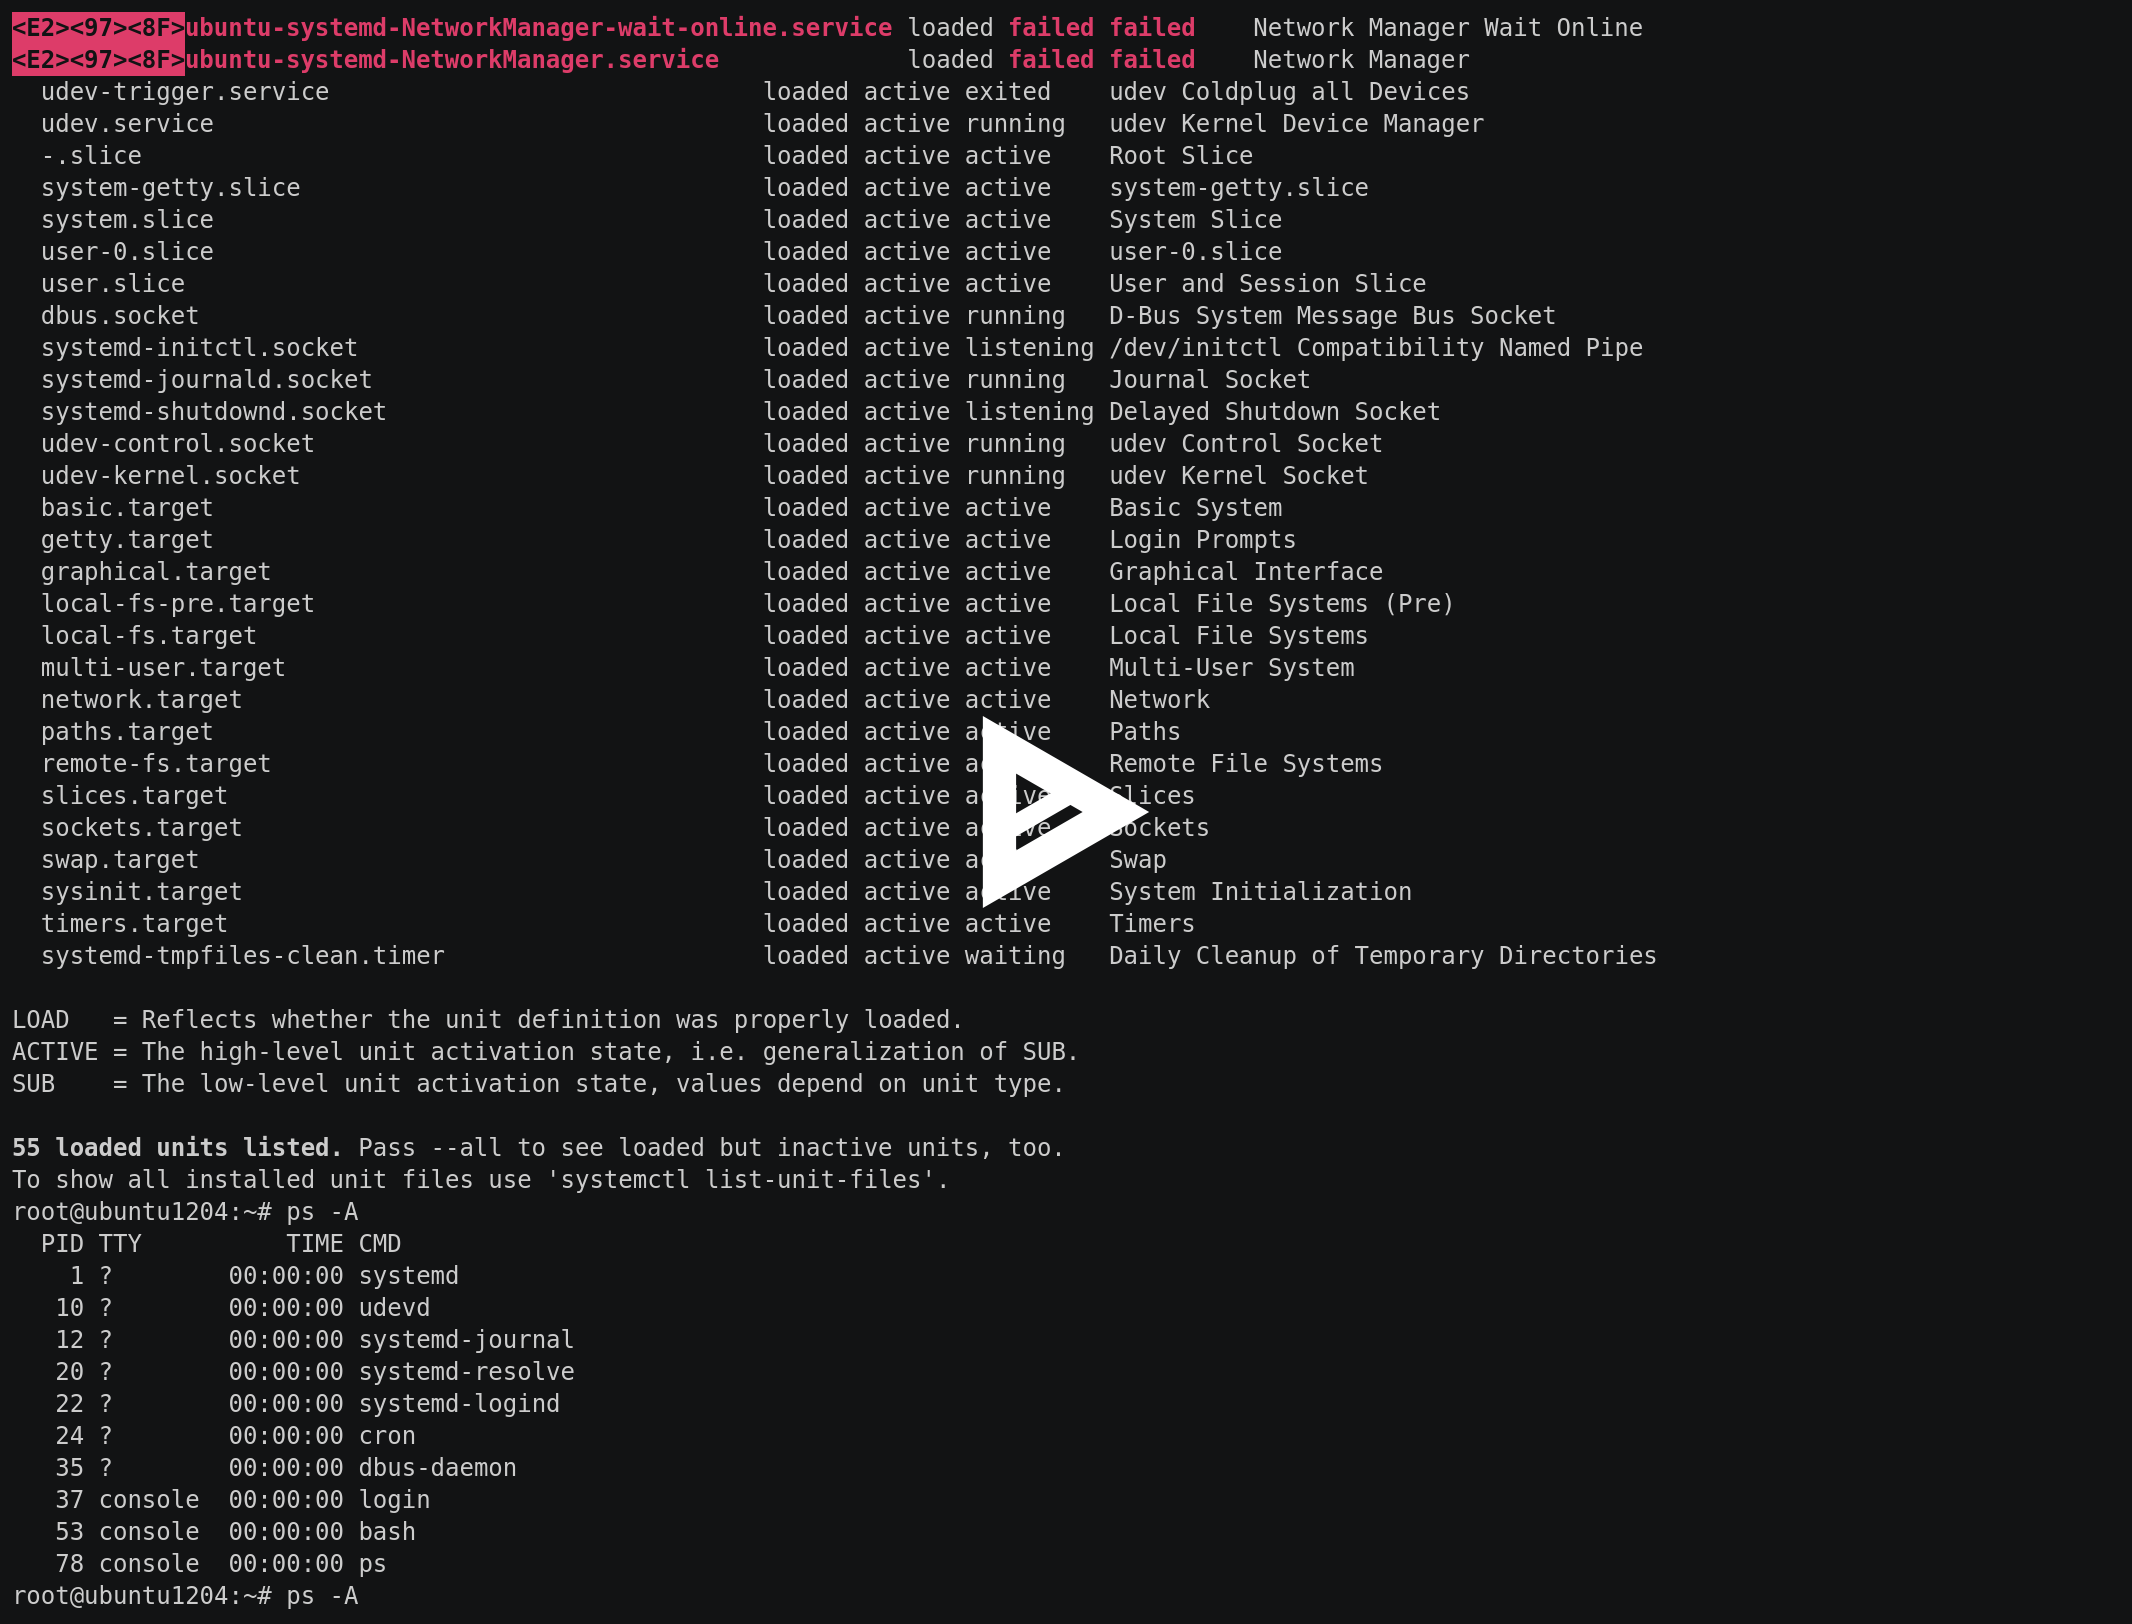 <E2><97><8F>ubuntu-systemd-NetworkManager-wait-online.service loaded failed failed    Network Manager Wait Online
<E2><97><8F>ubuntu-systemd-NetworkManager.service             loaded failed failed    Network Manager
  udev-trigger.service                              loaded active exited    udev Coldplug all Devices
  udev.service                                      loaded active running   udev Kernel Device Manager
  -.slice                                           loaded active active    Root Slice
  system-getty.slice                                loaded active active    system-getty.slice
  system.slice                                      loaded active active    System Slice
  user-0.slice                                      loaded active active    user-0.slice
  user.slice                                        loaded active active    User and Session Slice
  dbus.socket                                       loaded active running   D-Bus System Message Bus Socket
  systemd-initctl.socket                            loaded active listening /dev/initctl Compatibility Named Pipe
  systemd-journald.socket                           loaded active running   Journal Socket
  systemd-shutdownd.socket                          loaded active listening Delayed Shutdown Socket
  udev-control.socket                               loaded active running   udev Control Socket
  udev-kernel.socket                                loaded active running   udev Kernel Socket
  basic.target                                      loaded active active    Basic System
  getty.target                                      loaded active active    Login Prompts
  graphical.target                                  loaded active active    Graphical Interface
  local-fs-pre.target                               loaded active active    Local File Systems (Pre)
  local-fs.target                                   loaded active active    Local File Systems
  multi-user.target                                 loaded active active    Multi-User System
  network.target                                    loaded active active    Network
  paths.target                                      loaded active active    Paths
  remote-fs.target                                  loaded active           Remote File Systems
  slices.target                                     loaded active active    Slices
  sockets.target                                    loaded active active    Sockets
  swap.target                                       loaded active           Swap
  sysinit.target                                    loaded active active    System Initialization
  timers.target                                     loaded active active    Timers
  systemd-tmpfiles-clean.timer                      loaded active waiting   Daily Cleanup of Temporary Directories

LOAD   = Reflects whether the unit definition was properly loaded.
ACTIVE = The high-level unit activation state, i.e. generalization of SUB.
SUB    = The low-level unit activation state, values depend on unit type.

55 loaded units listed. Pass --all to see loaded but inactive units, too.
To show all installed unit files use 'systemctl list-unit-files'.
root@ubuntu1204:~# ps -A
  PID TTY          TIME CMD
    1 ?        00:00:00 systemd
   10 ?        00:00:00 udevd
   12 ?        00:00:00 systemd-journal
   20 ?        00:00:00 systemd-resolve
   22 ?        00:00:00 systemd-logind
   24 ?        00:00:00 cron
   35 ?        00:00:00 dbus-daemon
   37 console  00:00:00 login
   53 console  00:00:00 bash
   78 console  00:00:00 ps
root@ubuntu1204:~# ps -A